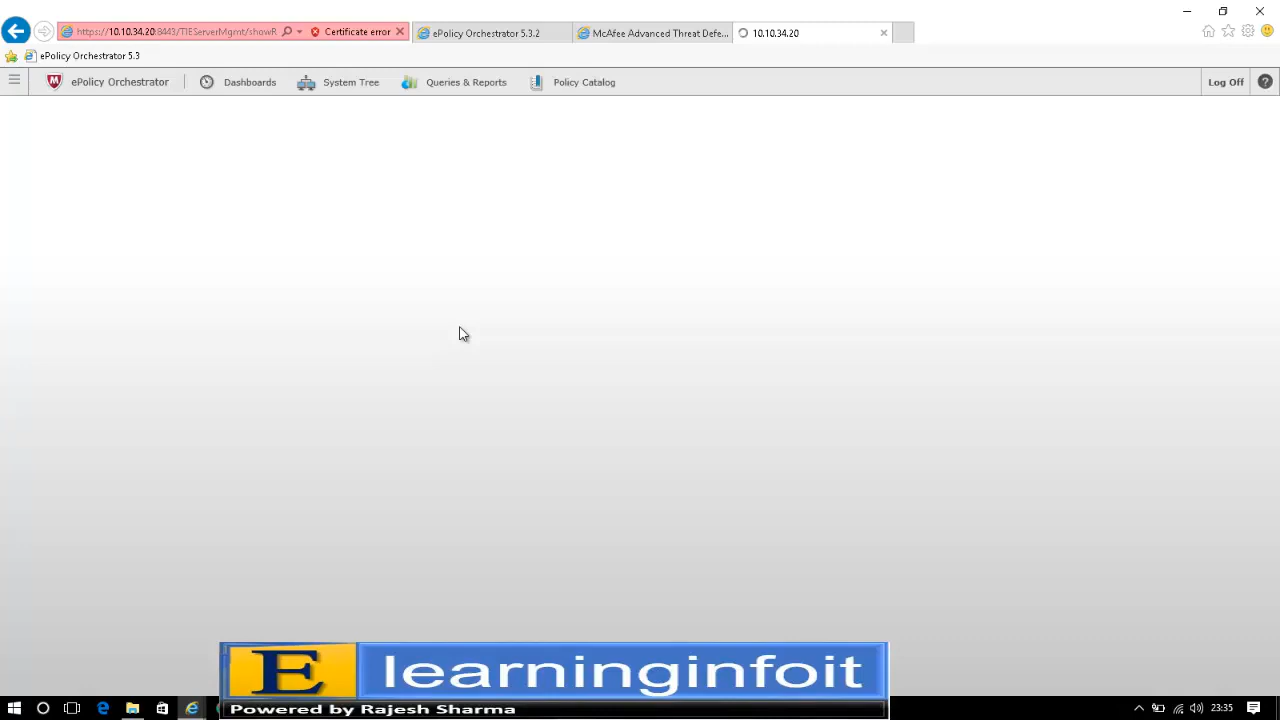 https://10.10.34.20:8443/TIEServerMgmt/showR
Certificate error
ePolicy Orchestrator 5.3.2
McAfee Advanced Threat Defe...
10.10.34.20
ePolicy Orchestrator 5.3
ePolicy Orchestrator
Dashboards
System Tree
Queries & Reports
Policy Catalog
Log Off
E learninginfoit
Powered by Rajesh Sharma
23:35